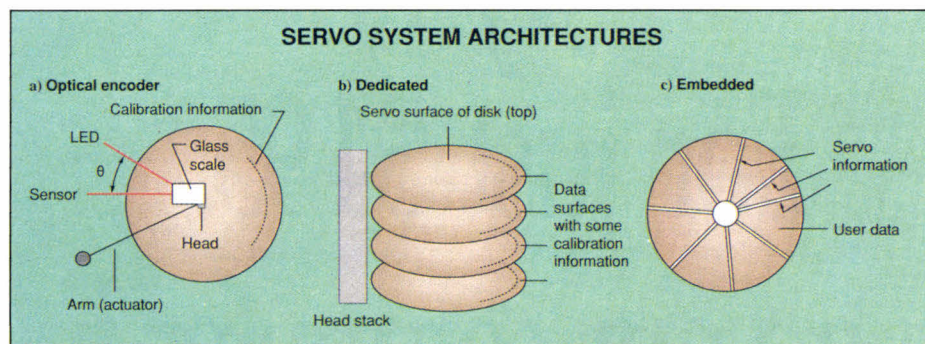 SERVO SYSTEM ARCHITECTURES
a) Optical encoder
Calibration information
LED
Glass
scale
θ
Sensor
Head
Arm (actuator)
b) Dedicated
Servo surface of disk (top)
Data
surfaces
with some
calibration
information
Head stack
c) Embedded
Servo
information
User data